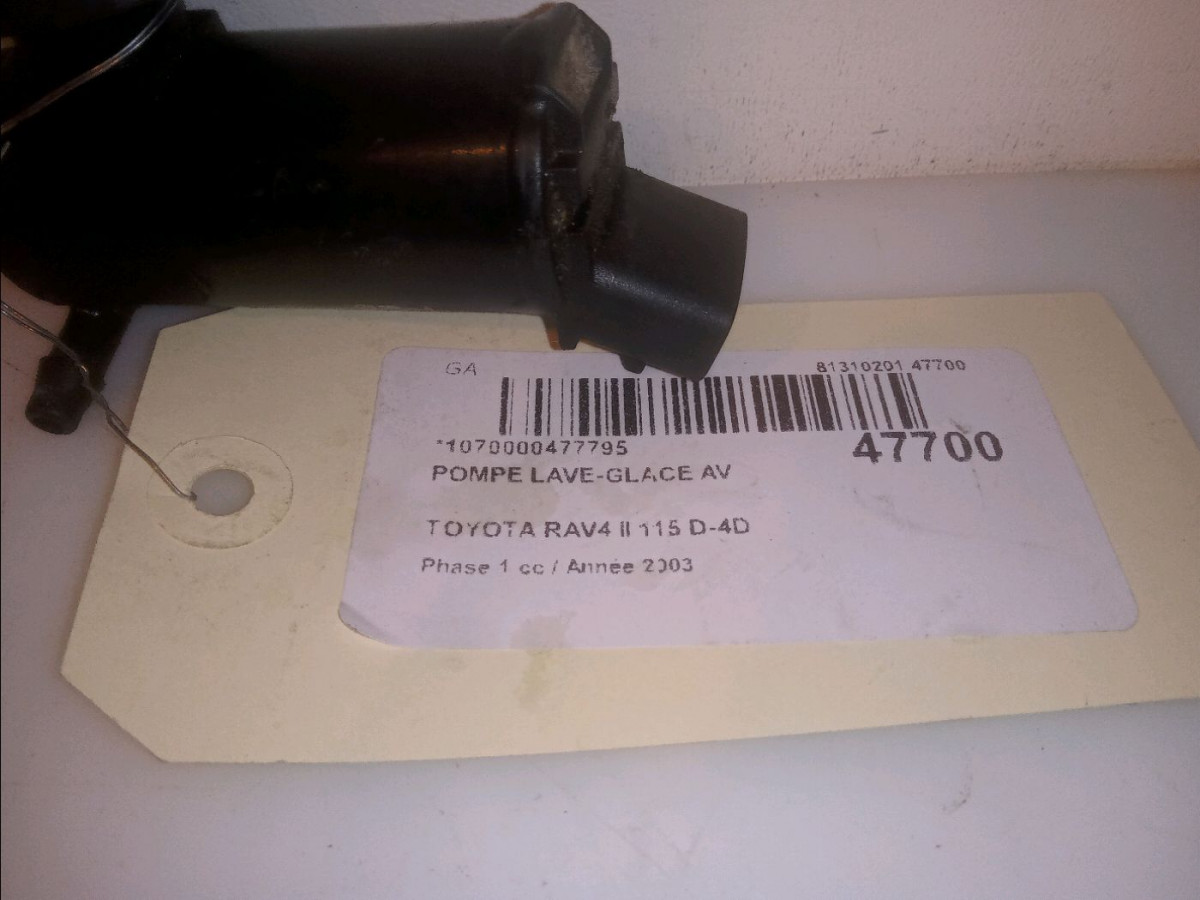 GA 81310201 47700
*1070000477795 47700
POMPE LAVE-GLACE AV
TOYOTA RAV4 II 115 D-4D
Phase 1 cc / Année 2003